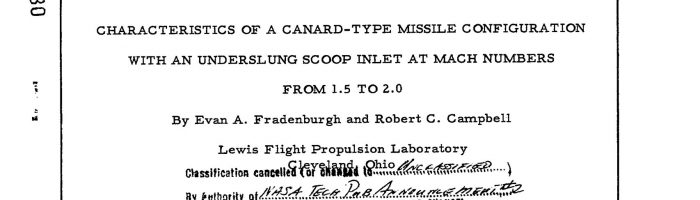 CHARACTERISTICS OF A CANARD-TYPE MISSILE CONFIGURATION
WITH AN UNDERSLUNG SCOOP INLET AT MACH NUMBERS
FROM 1.5 TO 2.0
By Evan A. Fradenburgh and Robert C. Campbell
Lewis Flight Propulsion Laboratory
Cleveland, Ohio
Classification cancelled (or changed to UNCLASSIFIED)
By Authority of NASA TECH PUB ANNOUNCEMENT #2